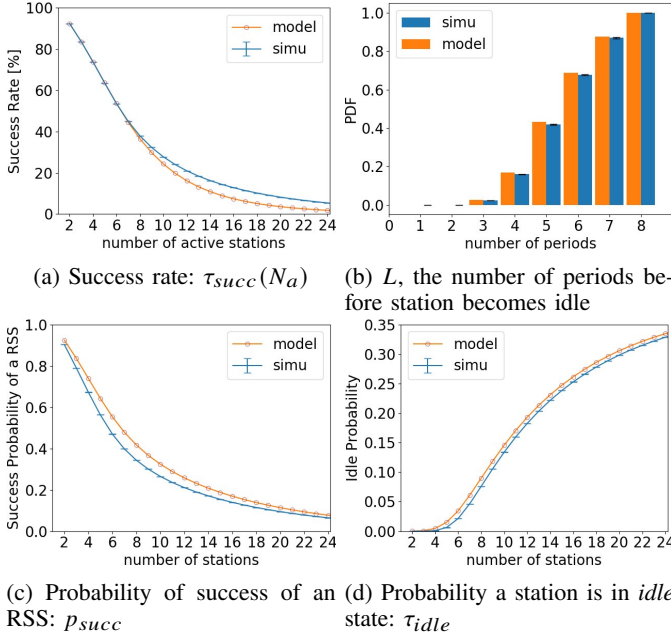 100
80
60
40
20
0
Success Rate [%]
model
simu
2 4 6 8 10 12 14 16 18 20 22 24
number of active stations
(a) Success rate: τsucc(Na)
1.0
0.8
0.6
0.4
0.2
0.0
PDF
simu
model
0 1 2 3 4 5 6 7 8
number of periods
(b) L, the number of periods be-
fore station becomes idle
1.0
0.8
0.6
0.4
0.2
0.0
Success Probability of a RSS
model
simu
2 4 6 8 10 12 14 16 18 20 22 24
number of stations
(c) Probability of success of an
RSS: psucc
0.35
0.30
0.25
0.20
0.15
0.10
0.05
0.00
Idle Probability
model
simu
2 4 6 8 10 12 14 16 18 20 22 24
number of stations
(d) Probability a station is in idle
state: τidle